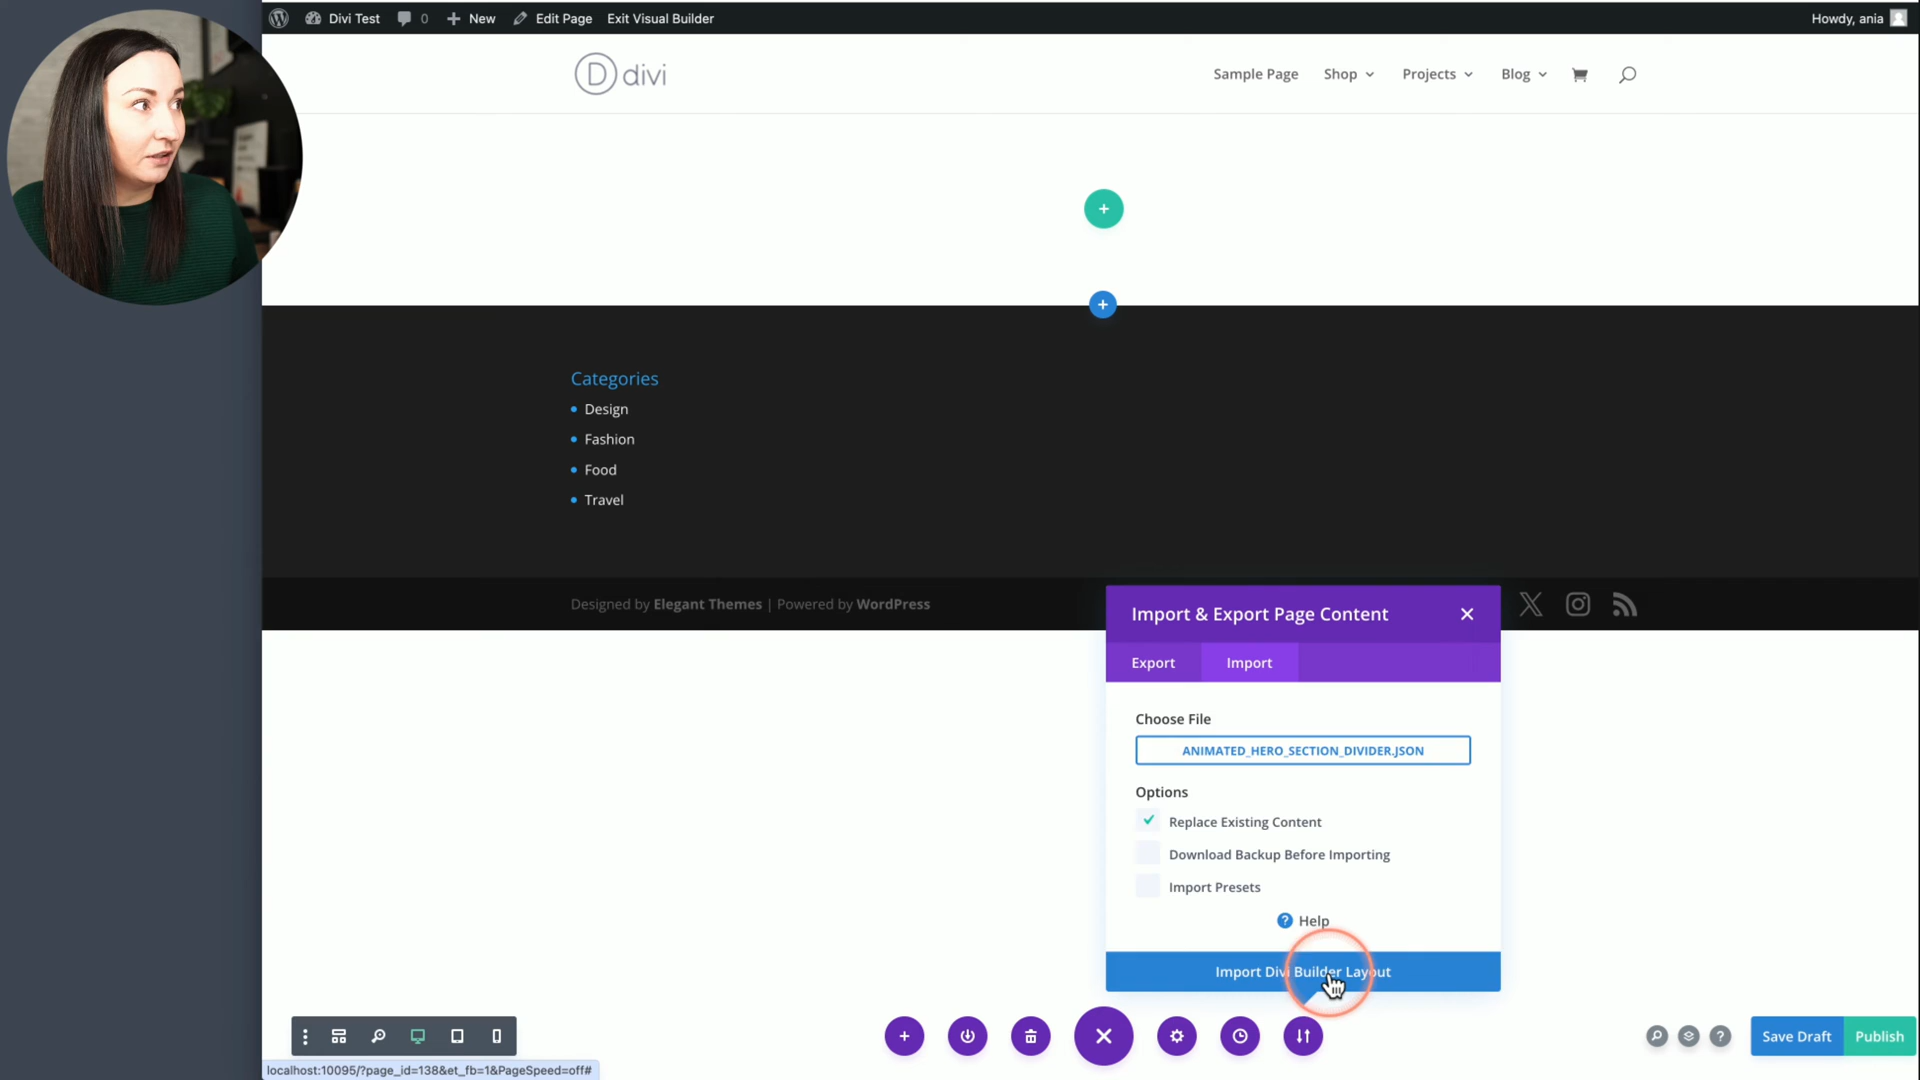 Divi Test 0 New Edit Page Exit Visual Builder Howdy, ania
D divi Sample Page Shop Projects Blog
Categories
Design
Fashion
Food
Travel
Designed by Elegant Themes | Powered by WordPress
Import & Export Page Content
Export Import
Choose File
ANIMATED_HERO_SECTION_DIVIDER.JSON
Options
Replace Existing Content
Download Backup Before Importing
Import Presets
? Help
Import Divi Builder Layout
? Save Draft Publish
localhost:10095/?page_id=138&et_fb=1&PageSpeed=off#